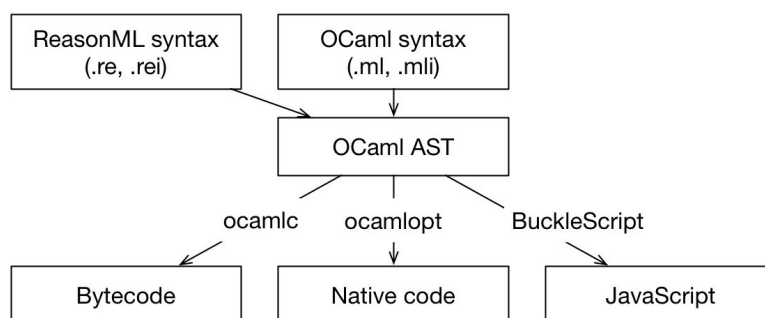 ReasonML syntax
(.re, .rei)
OCaml syntax
(.ml, .mli)
OCaml AST
ocamlc
ocamlopt
BuckleScript
Bytecode
Native code
JavaScript